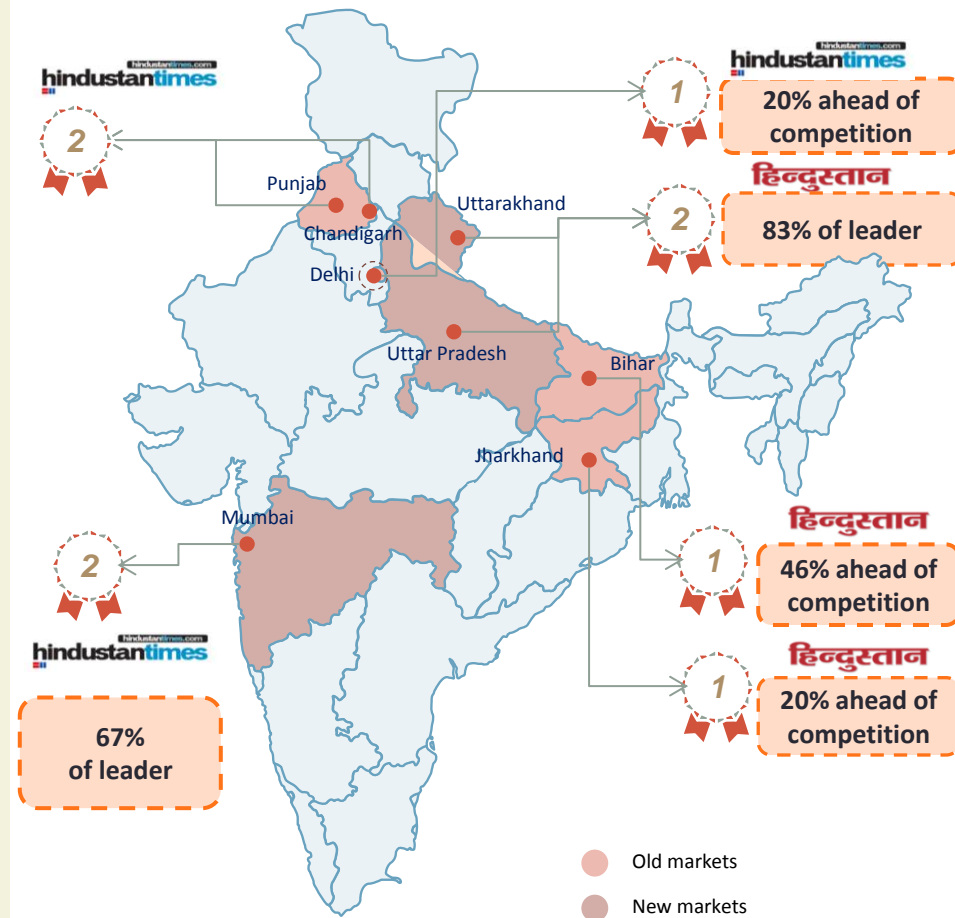 hindustantimes.com
hindustantimes
2
hindustantimes.com
hindustantimes
1
20% ahead of
competition
हिन्दुस्तान
2
83% of leader
Punjab
Chandigarh
Uttarakhand
Delhi
Uttar Pradesh
Bihar
Jharkhand
Mumbai
2
hindustantimes.com
hindustantimes
67%
of leader
हिन्दुस्तान
1
46% ahead of
competition
हिन्दुस्तान
1
20% ahead of
competition
Old markets
New markets